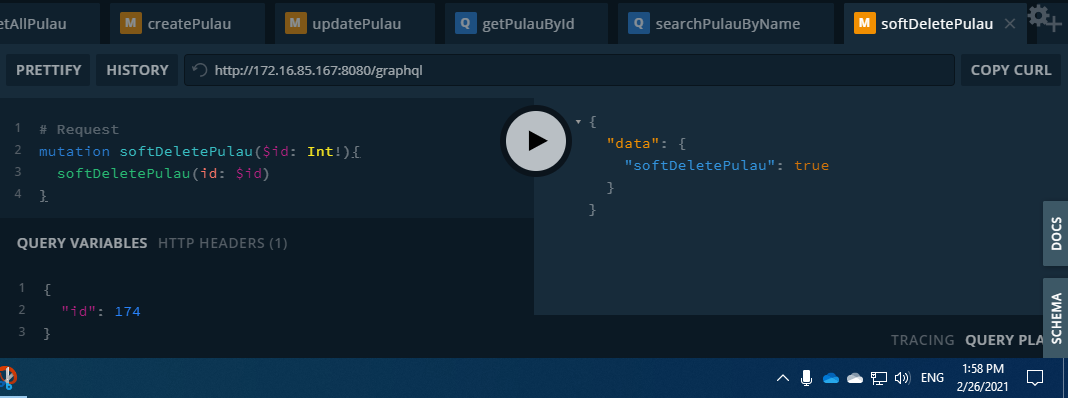 etAllPulau M createPulau M updatePulau Q getPulauById Q searchPulauByName M softDeletePulau
PRETTIFY HISTORY http://172.16.85.167:8080/graphql COPY CURL
1 # Request
2 mutation softDeletePulau($id: Int!){
3 softDeletePulau(id: $id)
4 }
{
"data": {
"softDeletePulau": true
}
}
DOCS
SCHEMA
QUERY VARIABLES HTTP HEADERS (1)
1 {
2 "id": 174
3 }
TRACING QUERY PLA
ENG
1:58 PM
2/26/2021